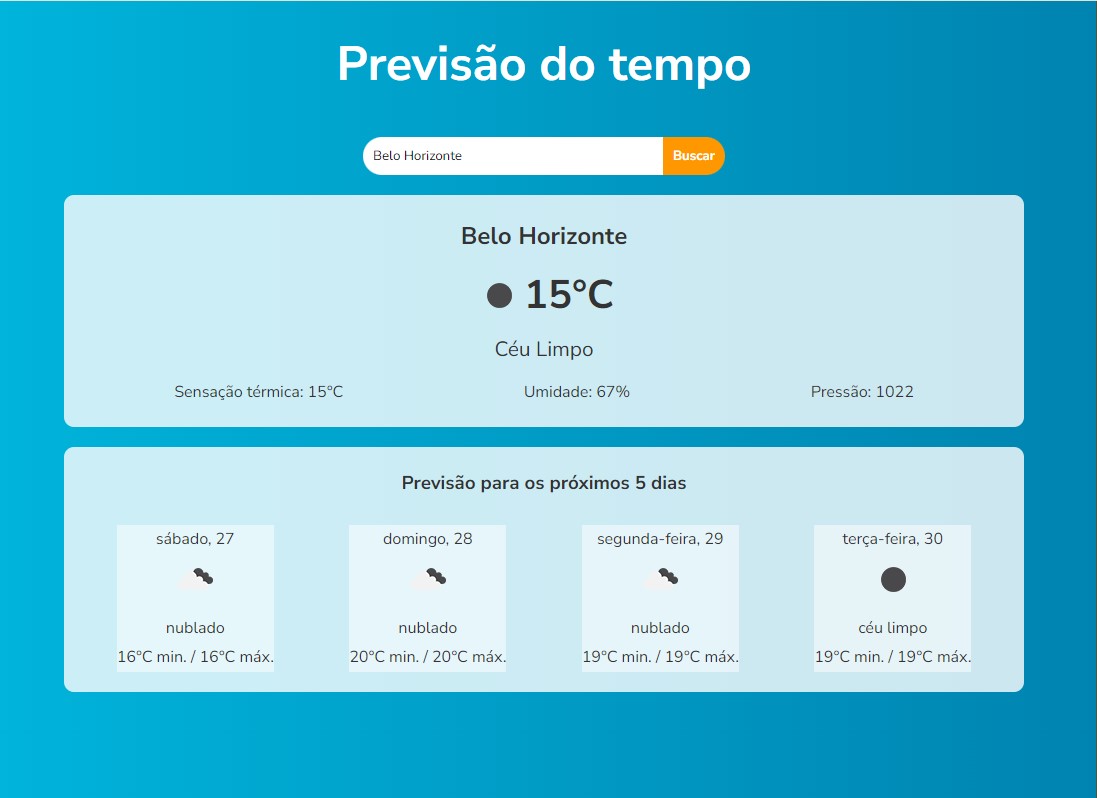 Previsão do tempo
Belo Horizonte Buscar
Belo Horizonte
15°C
Céu Limpo
Sensação térmica: 15°C Umidade: 67% Pressão: 1022
Previsão para os próximos 5 dias
sábado, 27 domingo, 28 segunda-feira, 29 terça-feira, 30
nublado nublado nublado céu limpo
16°C min. / 16°C máx. 20°C min. / 20°C máx. 19°C min. / 19°C máx. 19°C min. / 19°C máx.